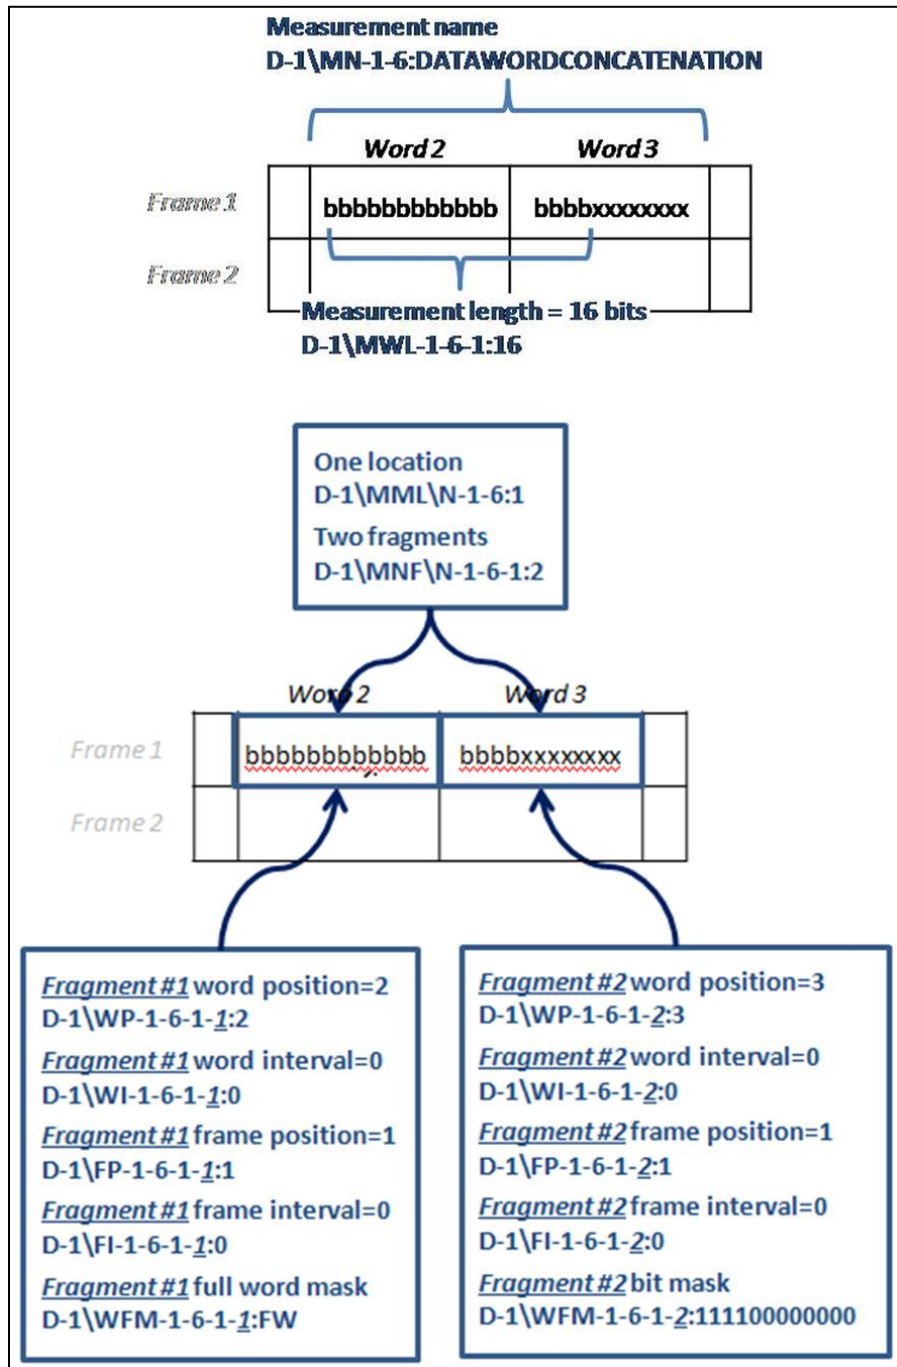 Measurement name
D-1\MN-1-6:DATAWORDCONCATENATION
Word 2 Word 3
Frame 1 bbbbbbbbbbbb bbbbxxxxxxxx
Frame 2
Measurement length = 16 bits
D-1\MWL-1-6-1:16
One location
D-1\MML\N-1-6:1
Two fragments
D-1\MNF\N-1-6-1:2
Word 2 Word 3
Frame 1 bbbbbbbbbbbb bbbbxxxxxxxx
Frame 2
Fragment #1 word position=2
D-1\WP-1-6-1-1:2
Fragment #1 word interval=0
D-1\WI-1-6-1-1:0
Fragment #1 frame position=1
D-1\FP-1-6-1-1:1
Fragment #1 frame interval=0
D-1\FI-1-6-1-1:0
Fragment #1 full word mask
D-1\WFM-1-6-1-1:FW
Fragment #2 word position=3
D-1\WP-1-6-1-2:3
Fragment #2 word interval=0
D-1\WI-1-6-1-2:0
Fragment #2 frame position=1
D-1\FP-1-6-1-2:1
Fragment #2 frame interval=0
D-1\FI-1-6-1-2:0
Fragment #2 bit mask
D-1\WFM-1-6-1-2:111100000000